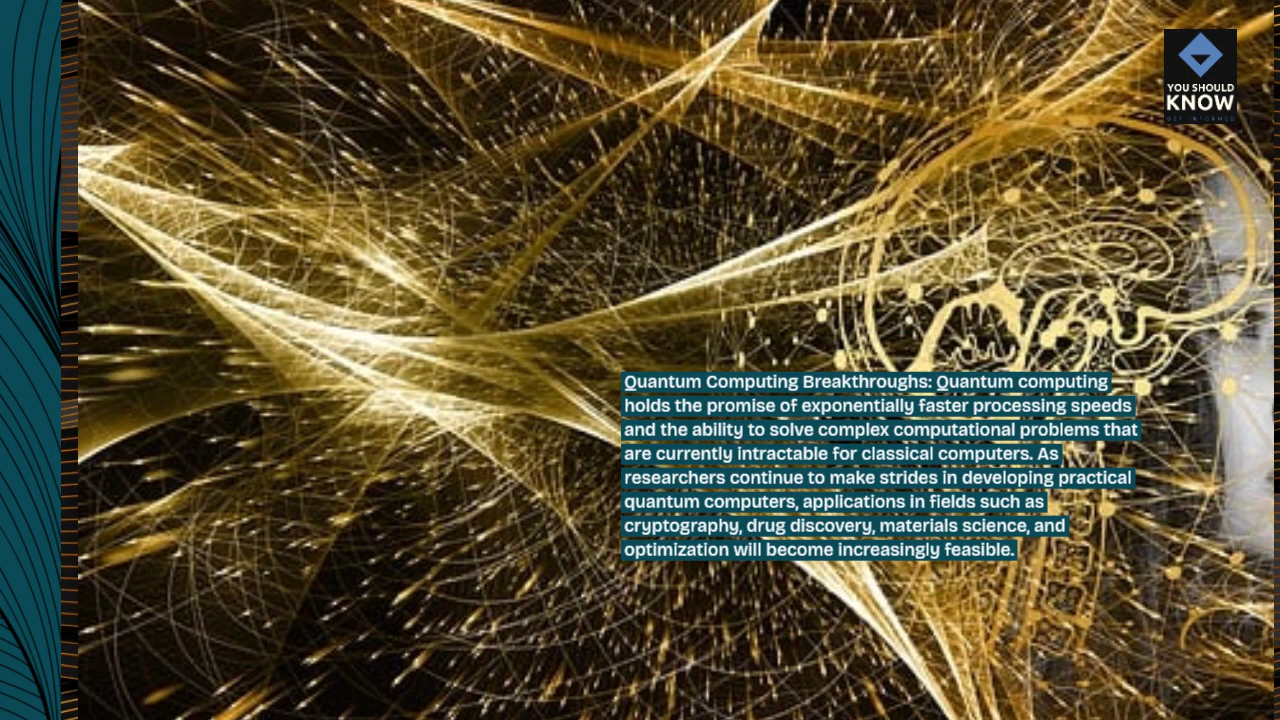 YOU SHOULD
KNOW
GET INFORMED
Quantum Computing Breakthroughs: Quantum computing
holds the promise of exponentially faster processing speeds
and the ability to solve complex computational problems that
are currently intractable for classical computers. As
researchers continue to make strides in developing practical
quantum computers, applications in fields such as
cryptography, drug discovery, materials science, and
optimization will become increasingly feasible.